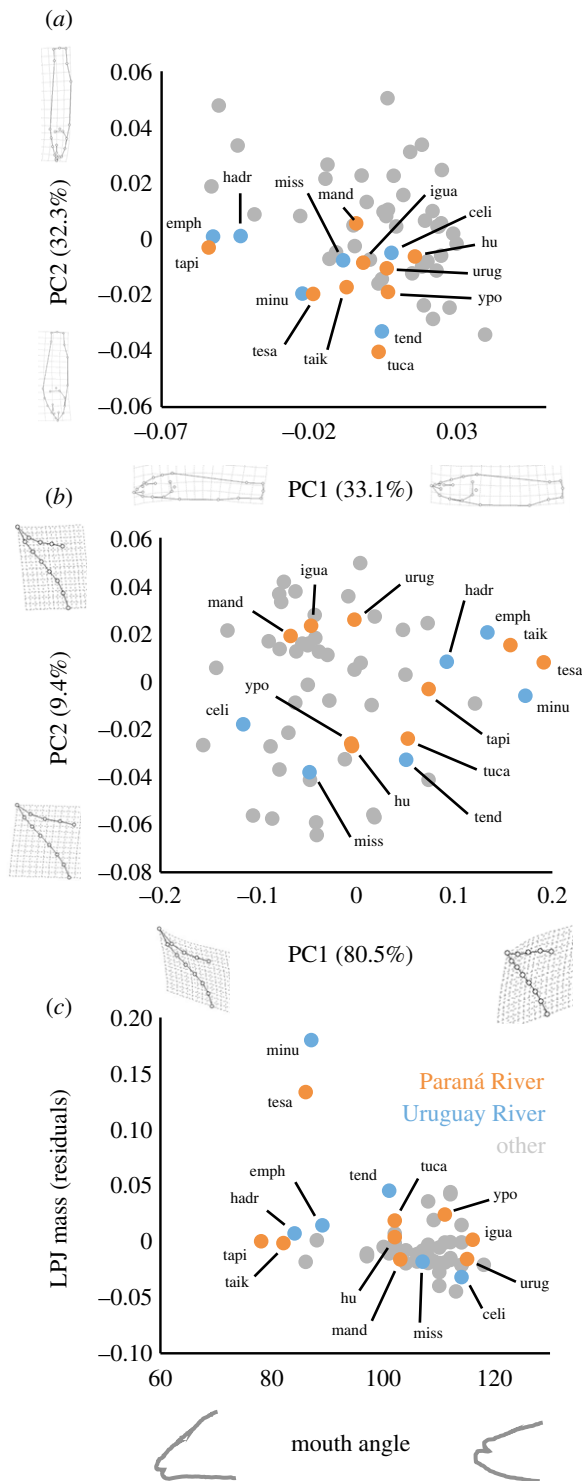 (a)
0.06
0.04
0.02
0
–0.02
–0.04
–0.06
PC2 (32.3%)
hadr
emph
tapi
miss
mand
igua
celi
hu
urug
ypo
minu
tesa
taik
tend
tuca
–0.07
–0.02
0.03
PC1 (33.1%)
(b)
0.06
0.04
0.02
0
–0.02
–0.04
–0.06
–0.08
PC2 (9.4%)
igua
urug
mand
hadr
emph
taik
tesa
ypo
minu
celi
tapi
tuca
hu
tend
miss
–0.2
–0.1
0
0.1
0.2
PC1 (80.5%)
(c)
0.20
0.15
0.10
0.05
0
–0.05
–0.10
LPJ mass (residuals)
minu
tesa
Paraná River
Uruguay River
other
emph
tend
tuca
ypo
hadr
igua
tapi
taik
hu
urug
mand
miss
celi
60
80
100
120
mouth angle